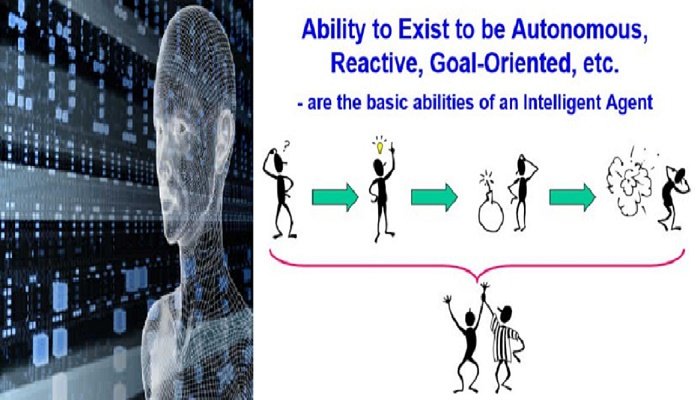 Ability to Exist to be Autonomous,
Reactive, Goal-Oriented, etc.
- are the basic abilities of an Intelligent Agent
?